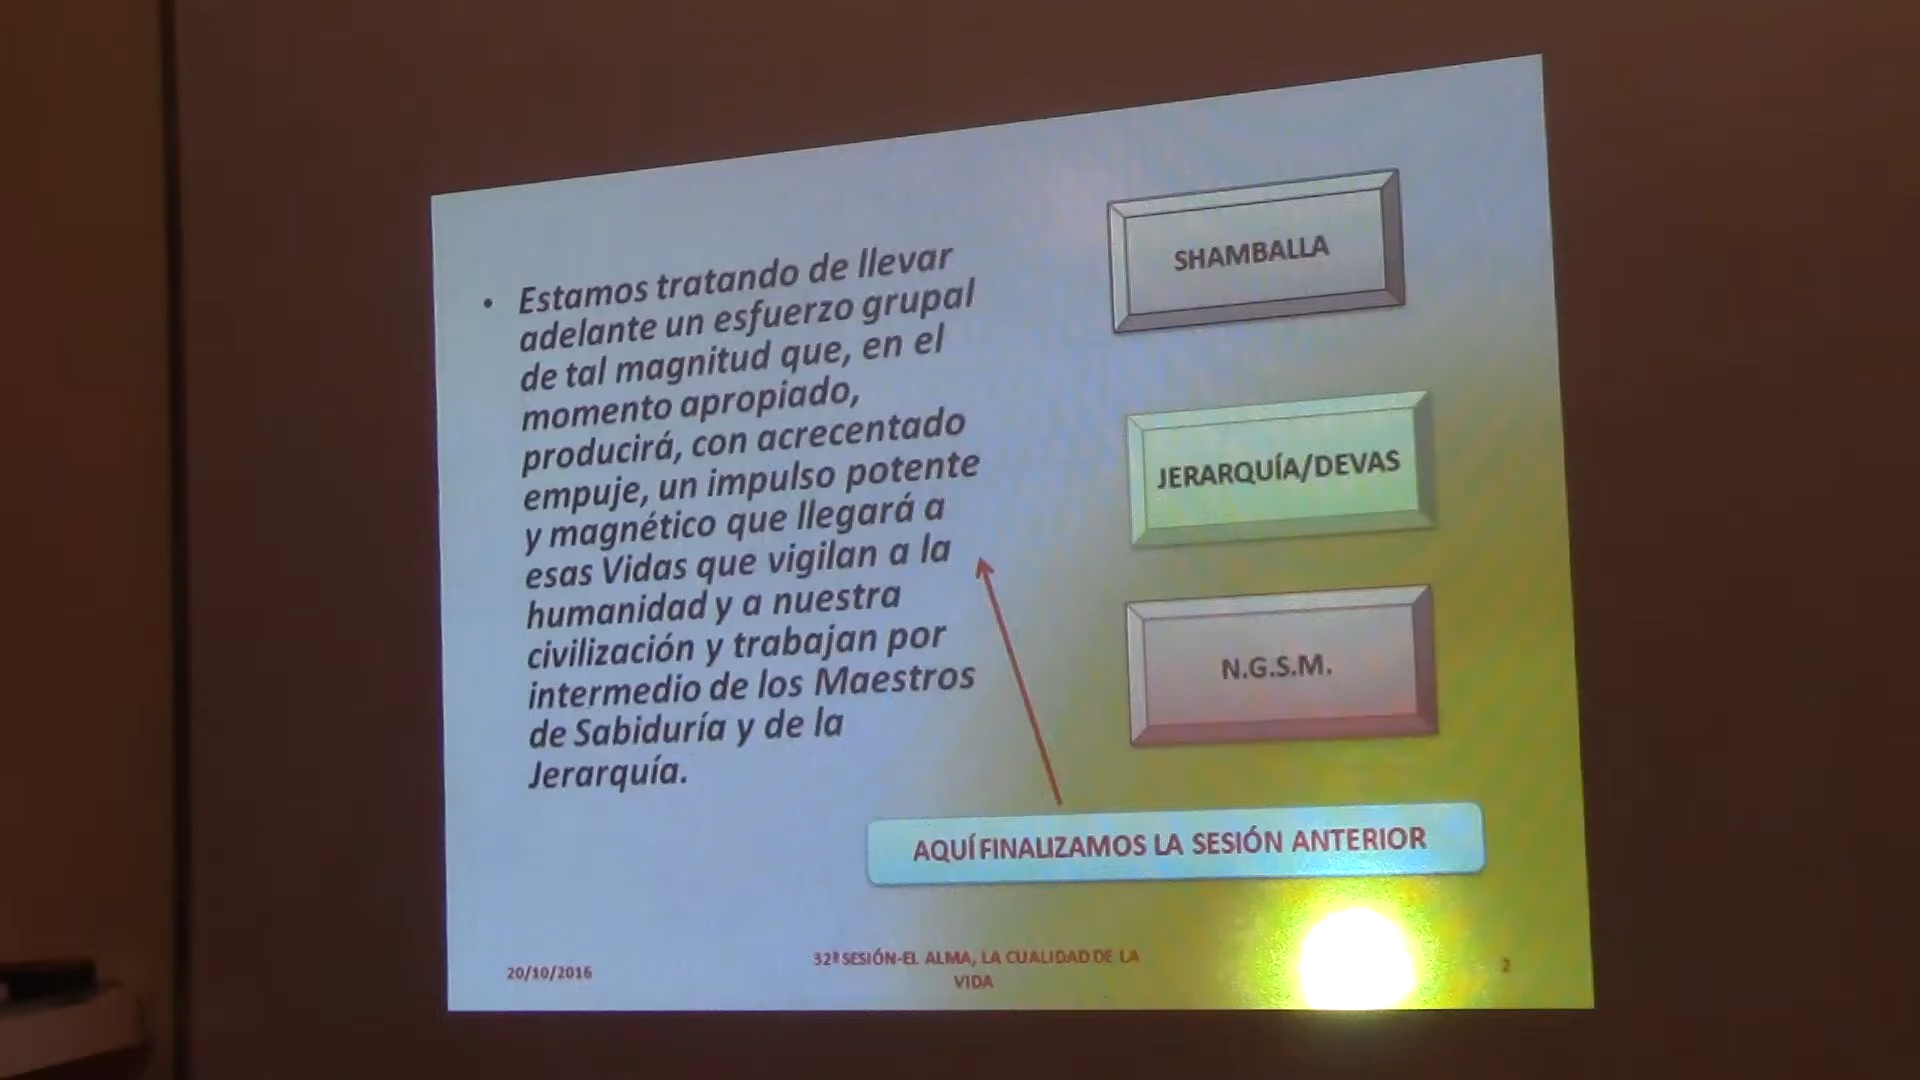 • Estamos tratando de llevar
adelante un esfuerzo grupal
de tal magnitud que, en el
momento apropiado,
producirá, con acrecentado
empuje, un impulso potente
y magnético que llegará a
esas Vidas que vigilan a la
humanidad y a nuestra
civilización y trabajan por
intermedio de los Maestros
de Sabiduría y de la
Jerarquía.
SHAMBALLA
JERARQUÍA/DEVAS
N.G.S.M.
AQUÍ FINALIZAMOS LA SESIÓN ANTERIOR
20/10/2016
32ª SESIÓN-EL ALMA, LA CUALIDAD DE LA
VIDA
2